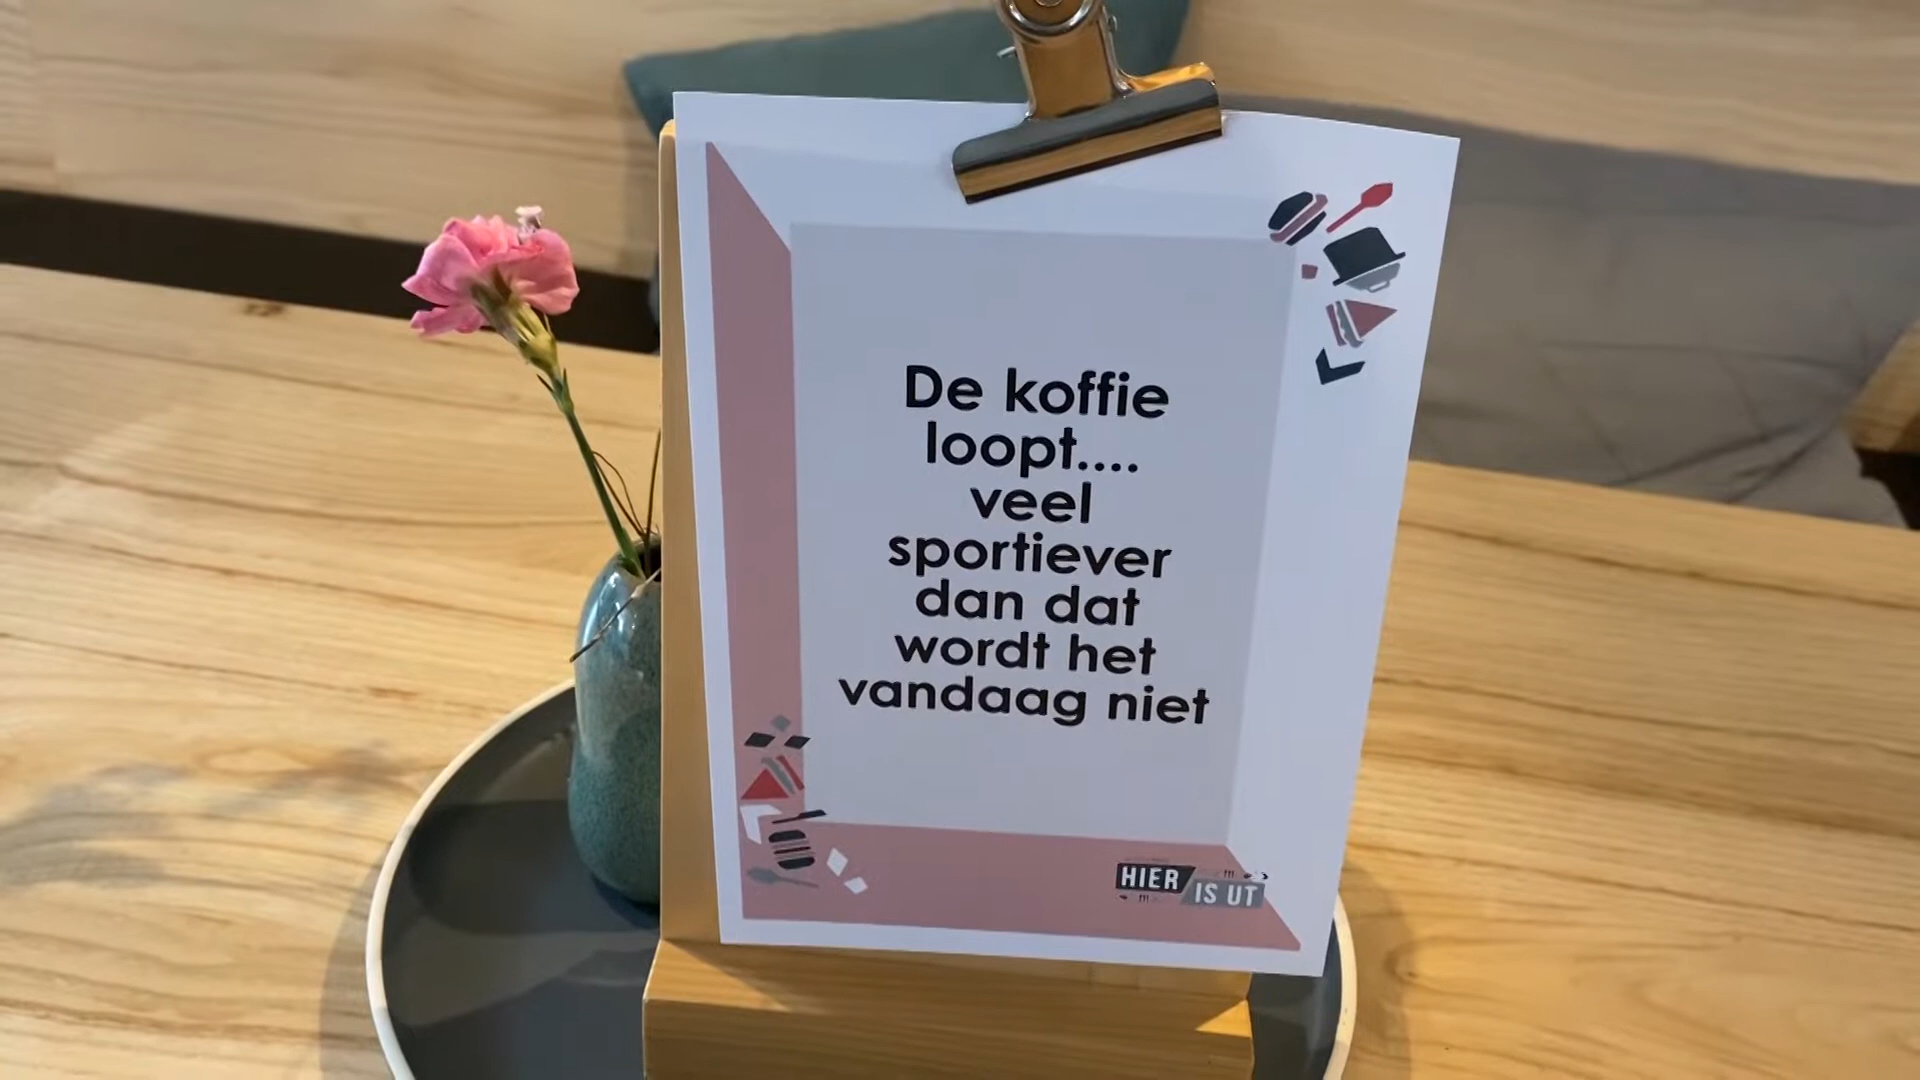 De koffie
loopt....
veel
sportiever
dan dat
wordt het
vandaag niet
HIER
IS UT